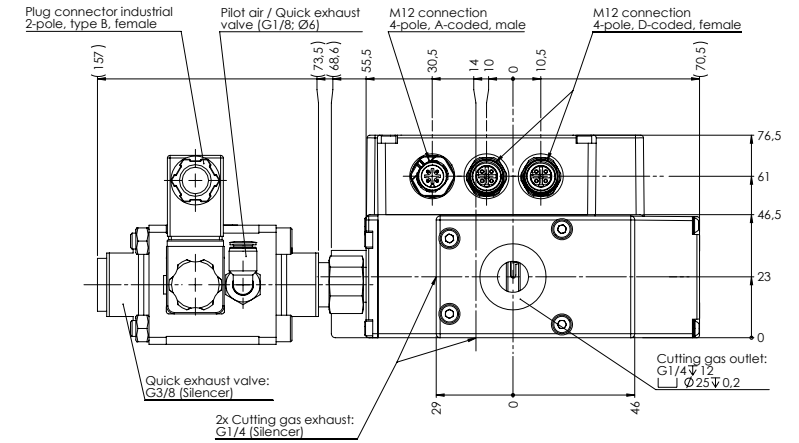 Plug connector industrial
2-pole, type B, female
Pilot air / Quick exhaust
valve (G1/8; Ø6)
M12 connection
4-pole, A-coded, male
M12 connection
4-pole, D-coded, female
(157)
(73,5)
(68,6)
55,5
30,5
14
10
0
10,5
(70,5)
76,5
61
46,5
23
0
Cutting gas outlet:
G1/4↧12
⌴ Ø25↧0,2
Quick exhaust valve:
G3/8 (Silencer)
2x Cutting gas exhaust:
G1/4 (Silencer)
29
0
46